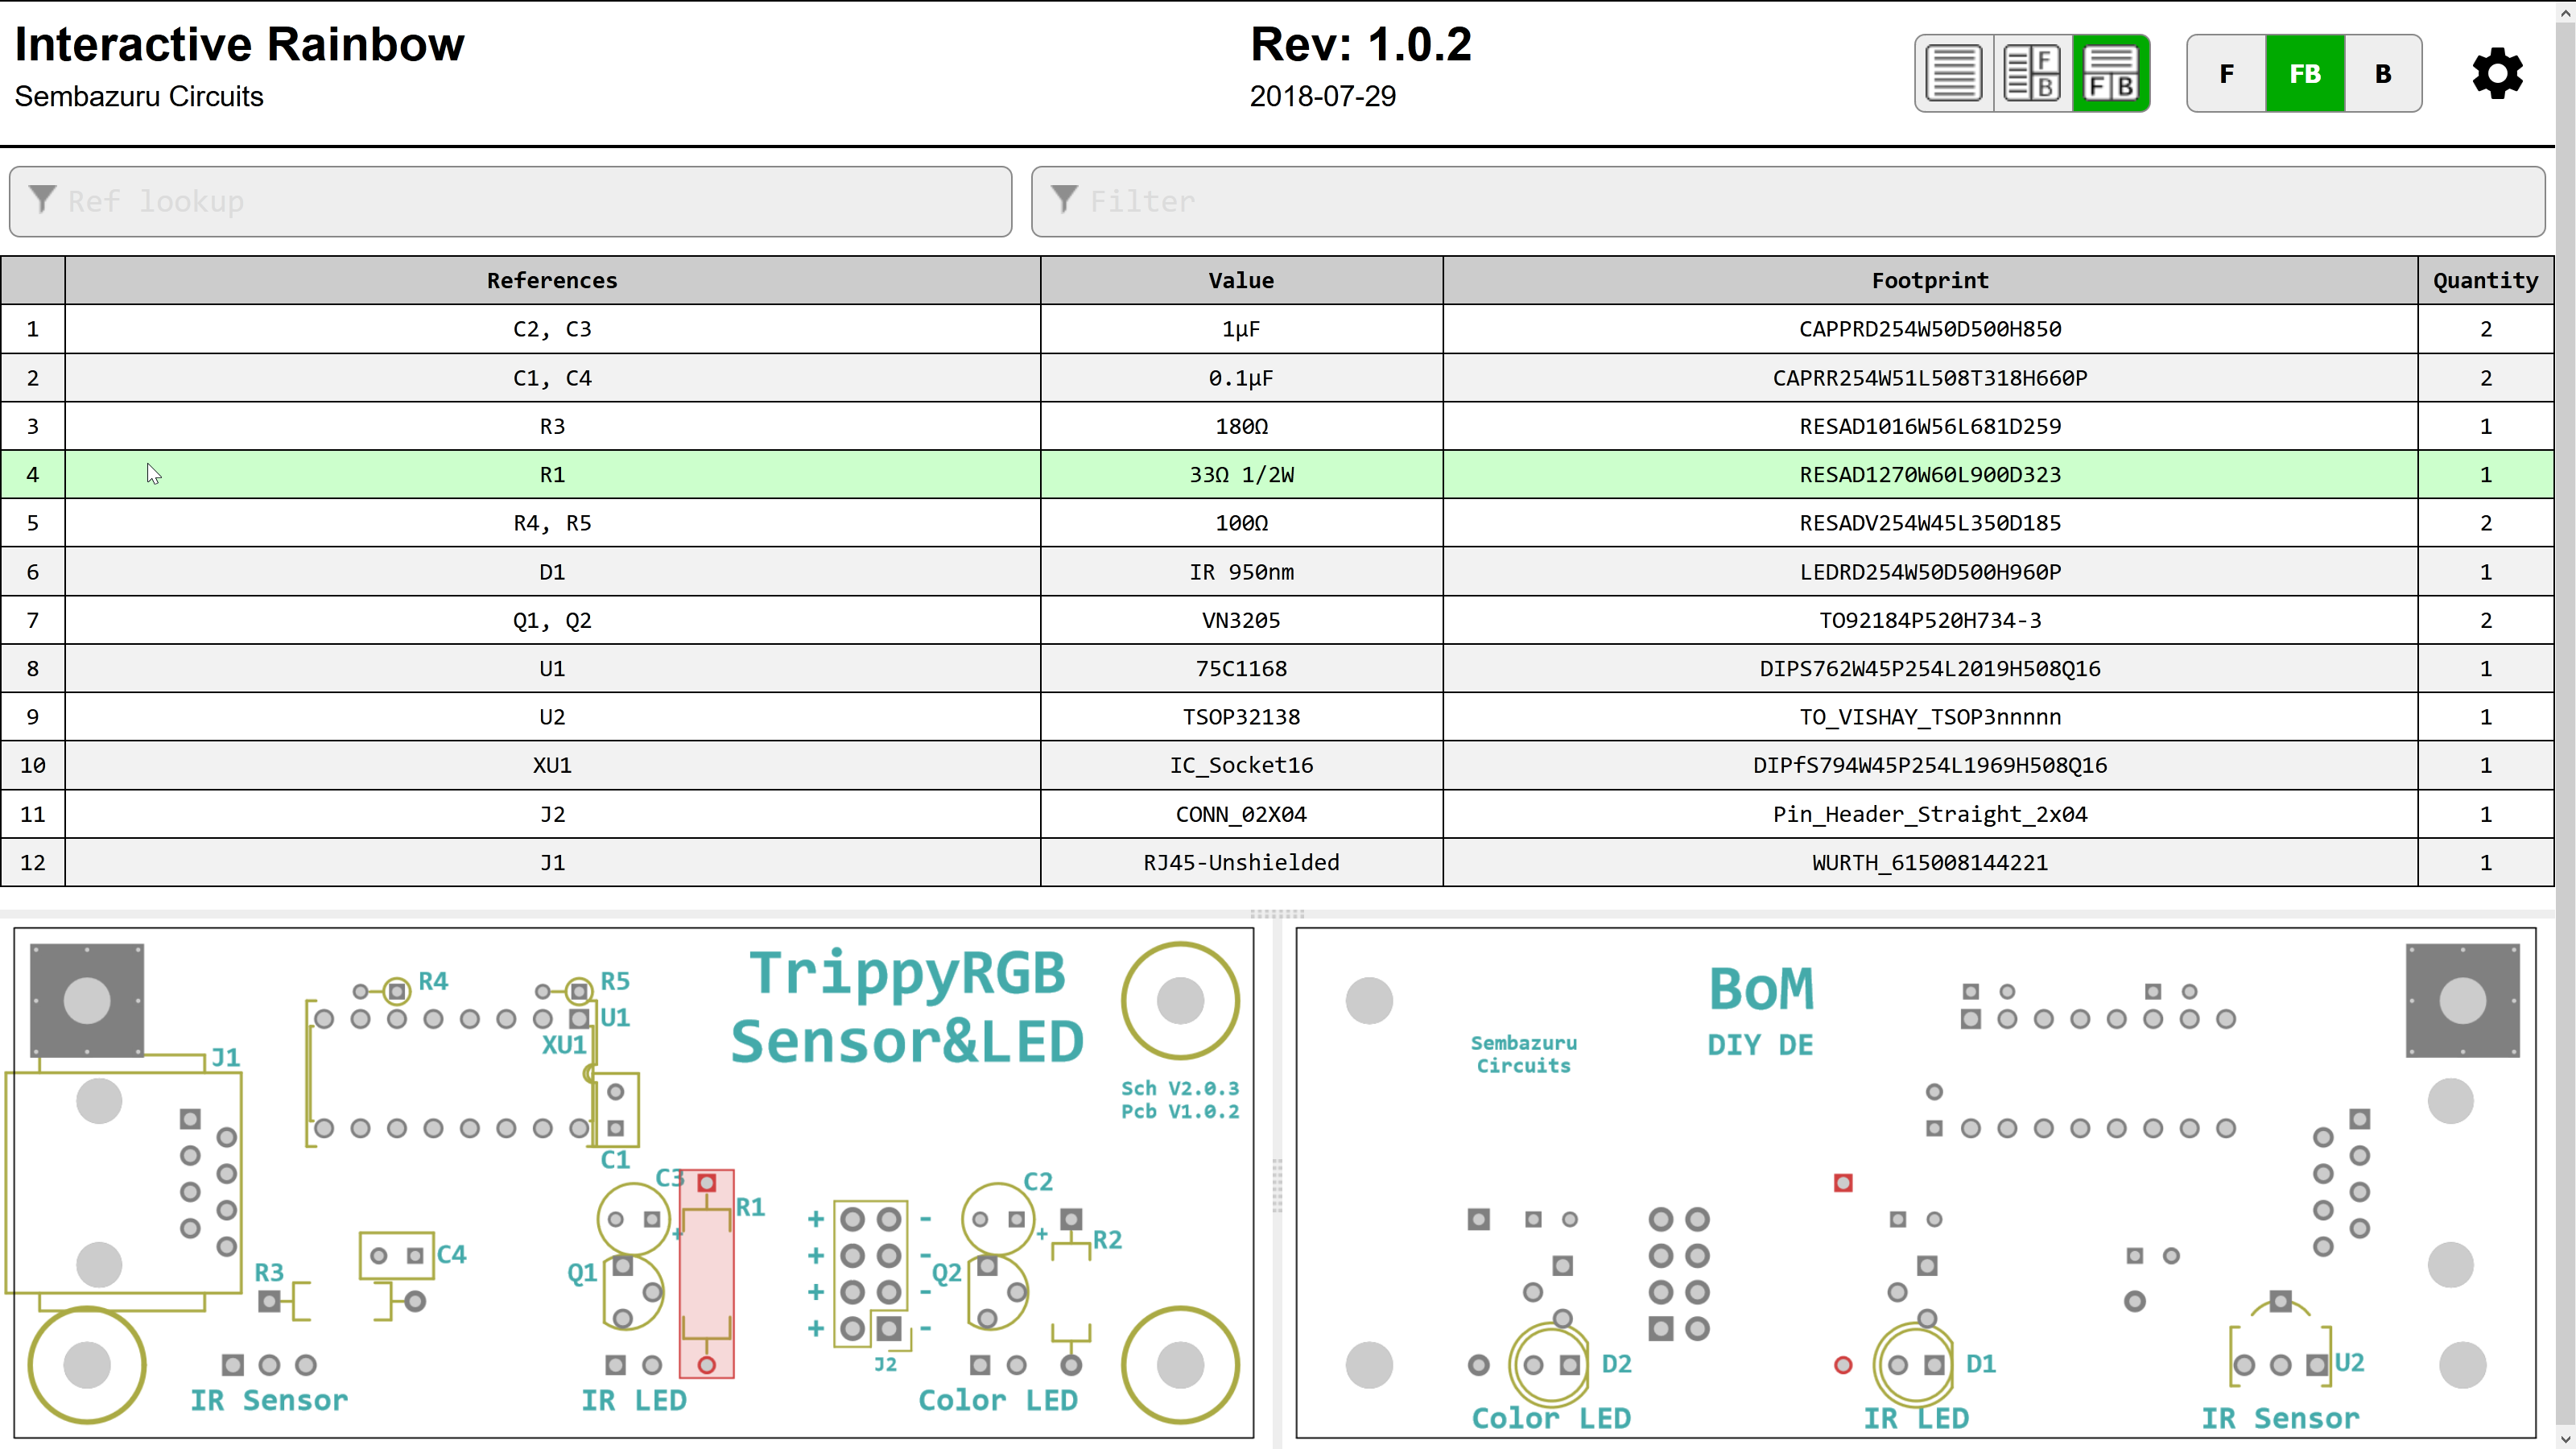 Interactive Rainbow
Rev: 1.0.2
Sembazuru Circuits
2018-07-29
F
B
F B
F
FB
B
Ref lookup
Filter
References Value Footprint Quantity
1 C2, C3 1µF CAPPRD254W50D500H850 2
2 C1, C4 0.1µF CAPRR254W51L508T318H660P 2
3 R3 180Ω RESAD1016W56L681D259 1
4 R1 33Ω 1/2W RESAD1270W60L900D323 1
5 R4, R5 100Ω RESADV254W45L350D185 2
6 D1 IR 950nm LEDRD254W50D500H960P 1
7 Q1, Q2 VN3205 TO92184P520H734-3 2
8 U1 75C1168 DIPS762W45P254L2019H508Q16 1
9 U2 TSOP32138 TO_VISHAY_TSOP3nnnnn 1
10 XU1 IC_Socket16 DIPfS794W45P254L1969H508Q16 1
11 J2 CONN_02X04 Pin_Header_Straight_2x04 1
12 J1 RJ45-Unshielded WURTH_615008144221 1
TrippyRGB
Sensor&LED
R4
R5
U1
XU1
J1
Sch V2.0.3
Pcb V1.0.2
C1
C3
R1
C2
+ -
+
+
R2
+ -
C4
R3
Q1
Q2
+ -
+ -
J2
IR Sensor
IR LED
Color LED
BoM
DIY DE
Sembazuru
Circuits
D2
D1
U2
Color LED
IR LED
IR Sensor